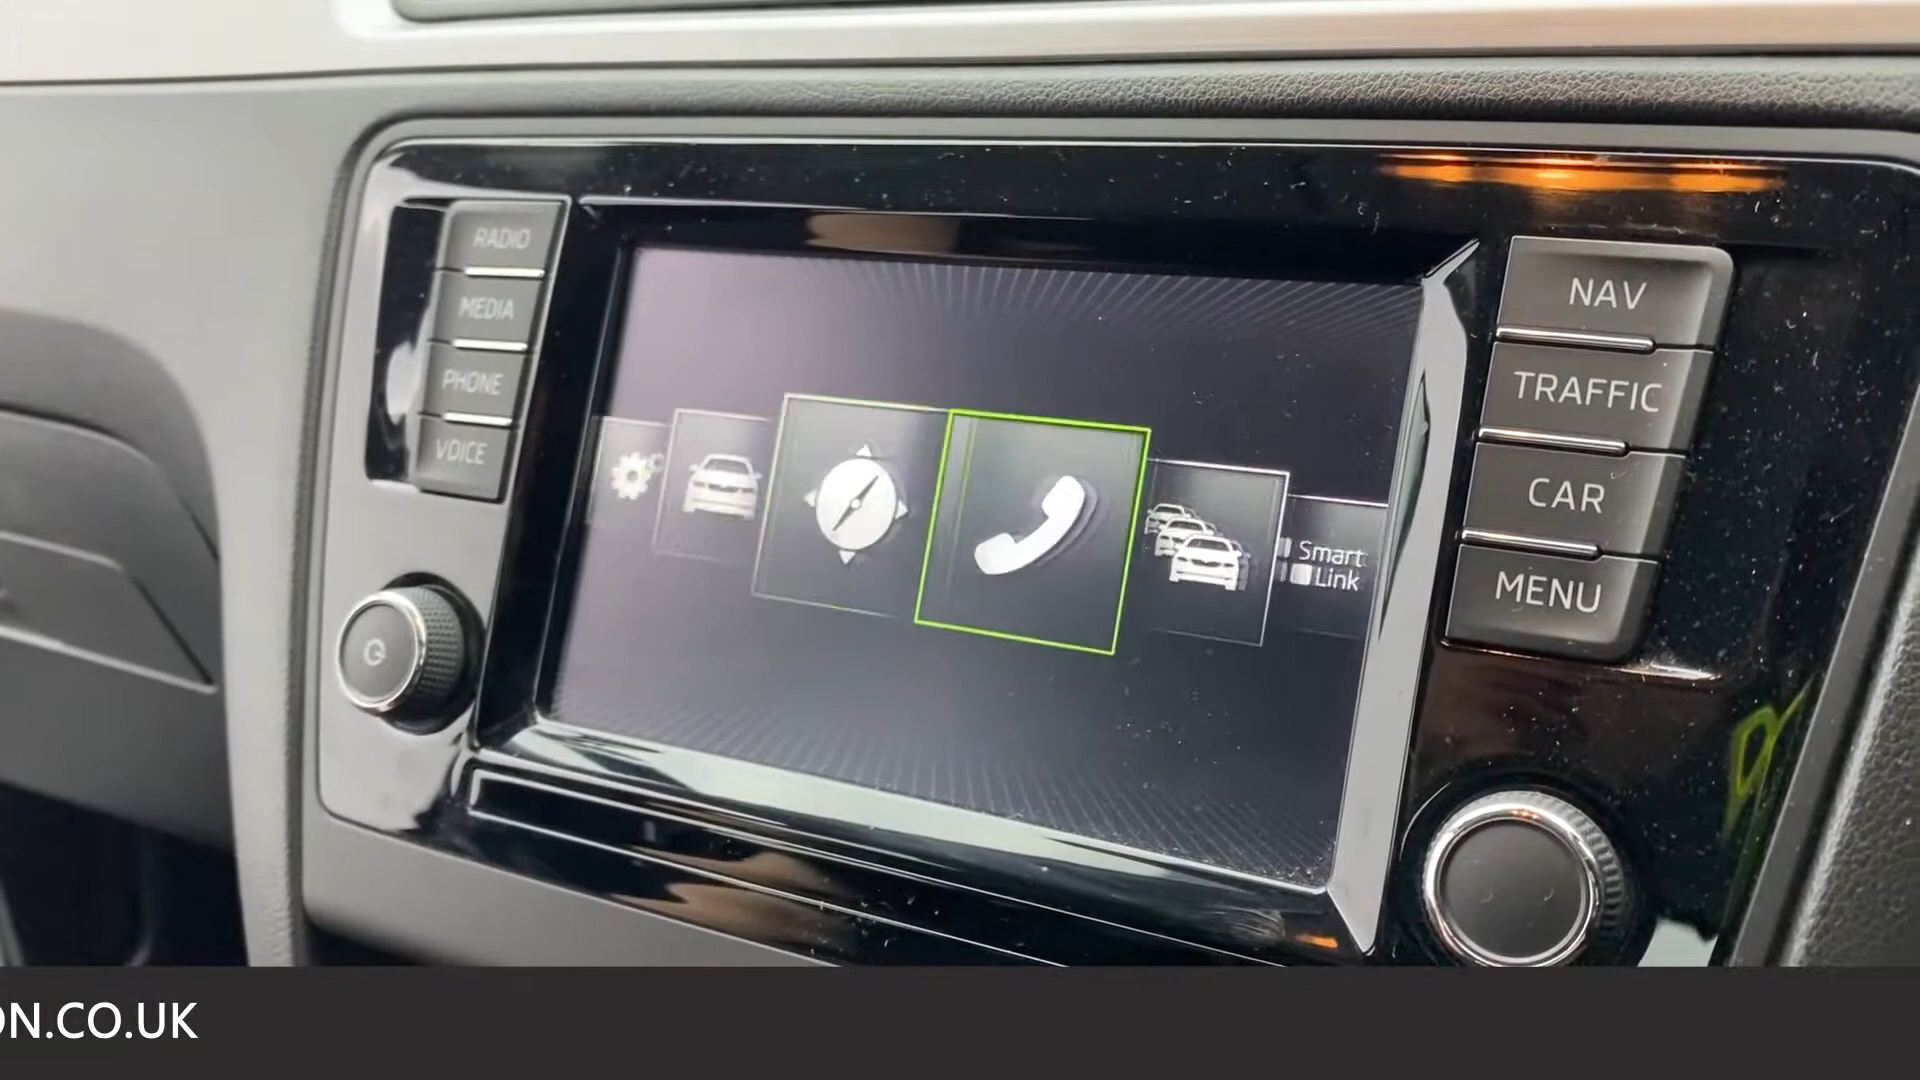 RADIO
MEDIA
PHONE
VOICE
NAV
TRAFFIC
CAR
MENU
Smart
Link
ON.CO.UK